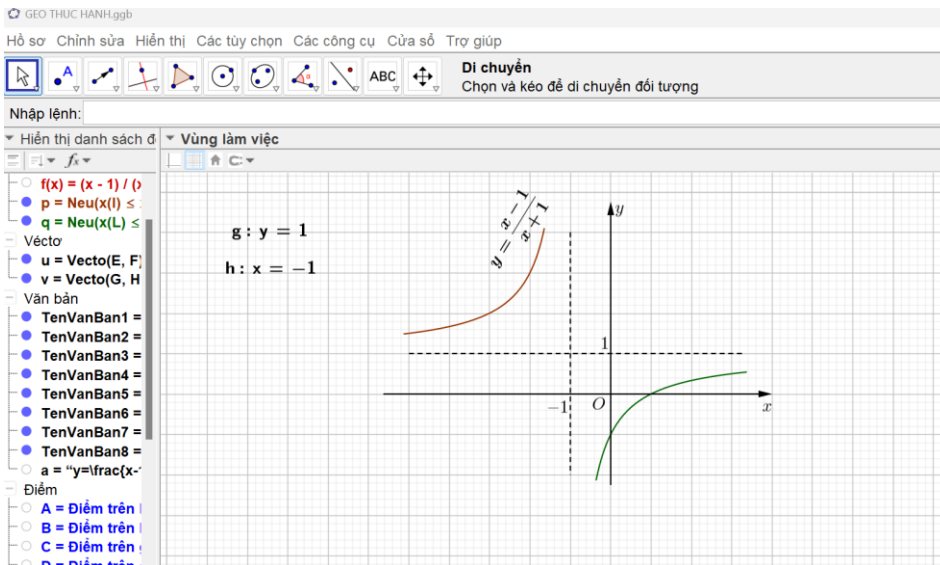 GEO THUC HANH.ggb
Hồ sơ Chỉnh sửa Hiển thị Các tùy chọn Các công cụ Cửa sổ Trợ giúp
A
ABC
Di chuyển
Chọn và kéo để di chuyển đối tượng
Nhập lệnh:
Hiển thị danh sách đ
Vùng làm việc
fx
f(x) = (x - 1) / (x
p = Neu(x(I) ≤
q = Neu(x(L) ≤
Véctơ
u = Vecto(E, F)
v = Vecto(G, H
Văn bản
TenVanBan1 =
TenVanBan2 =
TenVanBan3 =
TenVanBan4 =
TenVanBan5 =
TenVanBan6 =
TenVanBan7 =
TenVanBan8 =
a = “y=\frac{x-
Điểm
A = Điểm trên
B = Điểm trên
C = Điểm trên
D = Điểm trên
g : y = 1
h : x = −1
y = x − 1 / x + 1
y
1
−1
O
x